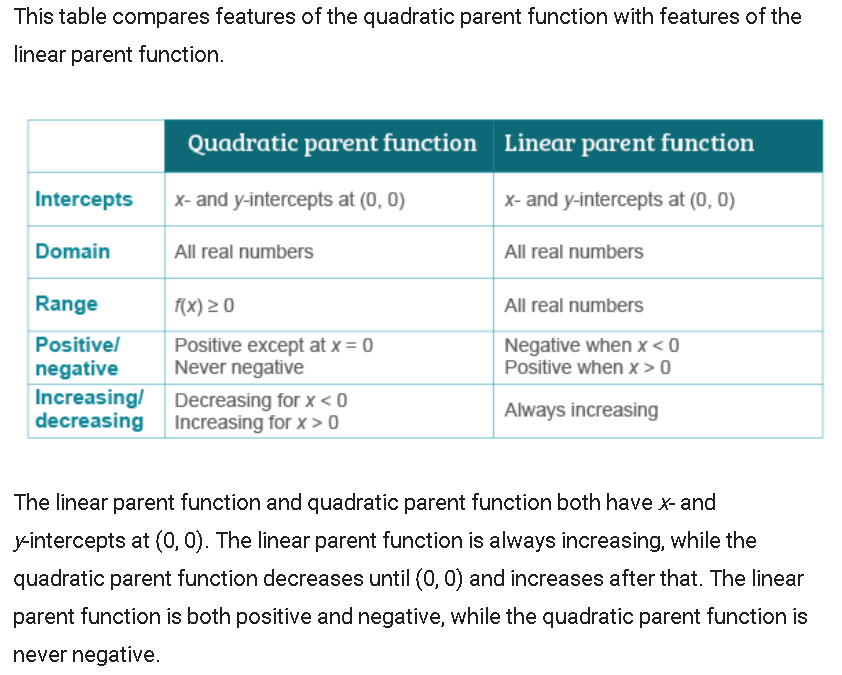 This table compares features of the quadratic parent function with features of the
linear parent function.
Quadratic parent function Linear parent function
Intercepts x- and y-intercepts at (0, 0) x- and y-intercepts at (0, 0)
Domain All real numbers All real numbers
Range f(x) ≥ 0 All real numbers
Positive/ Positive except at x = 0 Negative when x < 0
negative Never negative Positive when x > 0
Increasing/ Decreasing for x < 0
decreasing Increasing for x > 0 Always increasing
The linear parent function and quadratic parent function both have x- and
y-intercepts at (0, 0). The linear parent function is always increasing, while the
quadratic parent function decreases until (0, 0) and increases after that. The linear
parent function is both positive and negative, while the quadratic parent function is
never negative.